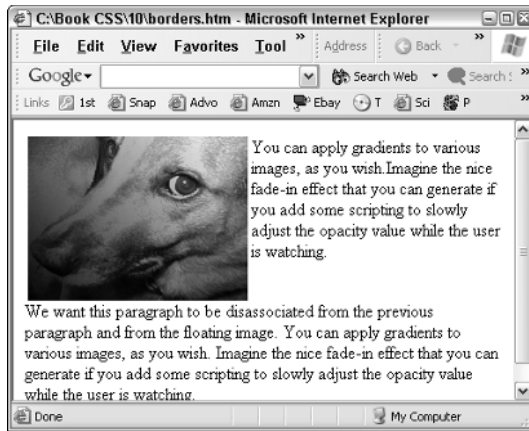 C:\Book CSS\10\borders.htm - Microsoft Internet Explorer
File Edit View Favorites Tool »
Address Back »
Google Search Web Search S »
Links 1st Snap Advo Amzn Ebay T Sci P »
You can apply gradients to various
images, as you wish.Imagine the nice
fade-in effect that you can generate if
you add some scripting to slowly
adjust the opacity value while the user
is watching.
We want this paragraph to be disassociated from the previous
paragraph and from the floating image. You can apply gradients to
various images, as you wish. Imagine the nice fade-in effect that you can
generate if you add some scripting to slowly adjust the opacity value
while the user is watching.
Done My Computer